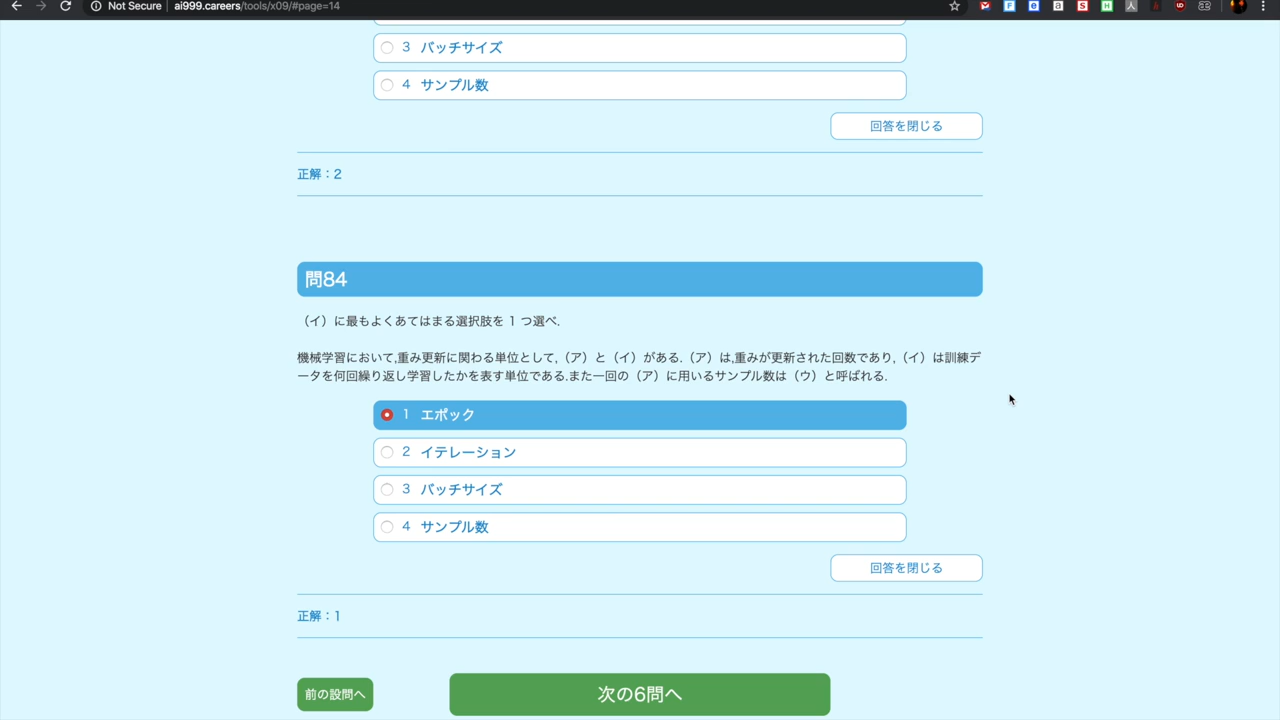 Not Secure ai999.careers/tools/x09/#page=14
3 バッチサイズ
4 サンプル数
回答を閉じる
正解：2
問84
（イ）に最もよくあてはまる選択肢を 1 つ選べ.
機械学習において,重み更新に関わる単位として,（ア）と（イ）がある.（ア）は,重みが更新された回数であり,（イ）は訓練デ
ータを何回繰り返し学習したかを表す単位である.また一回の（ア）に用いるサンプル数は（ウ）と呼ばれる.
1 エポック
2 イテレーション
3 バッチサイズ
4 サンプル数
回答を閉じる
正解：1
前の設問へ
次の6問へ